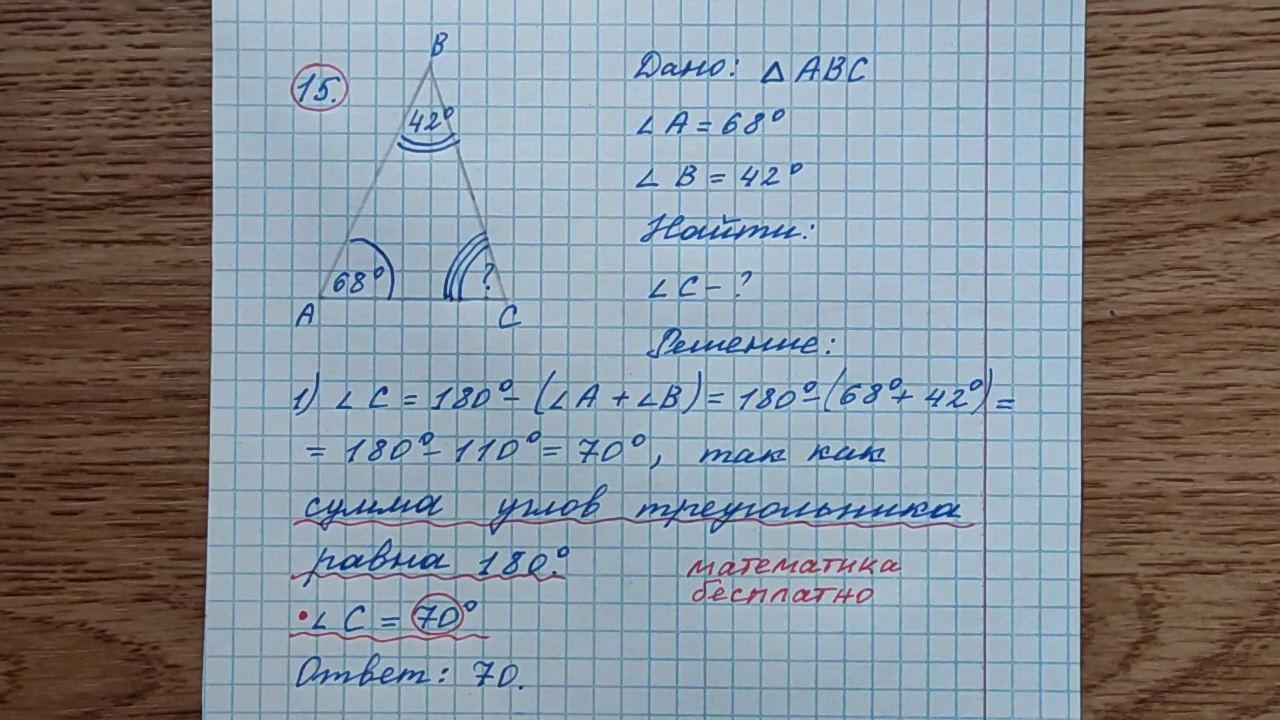 15.
B
42°
68°
?
A
C
Дано: △ ABC
∠ A = 68°
∠ B = 42°
Найти:
∠ C - ?
Решение:
1) ∠ C = 180° - (∠A + ∠B) = 180° - (68° + 42°) =
= 180° - 110° = 70°, так как
сумма углов треугольника
равна 180°.
математика
бесплатно
• ∠ C = 70°
Ответ: 70.